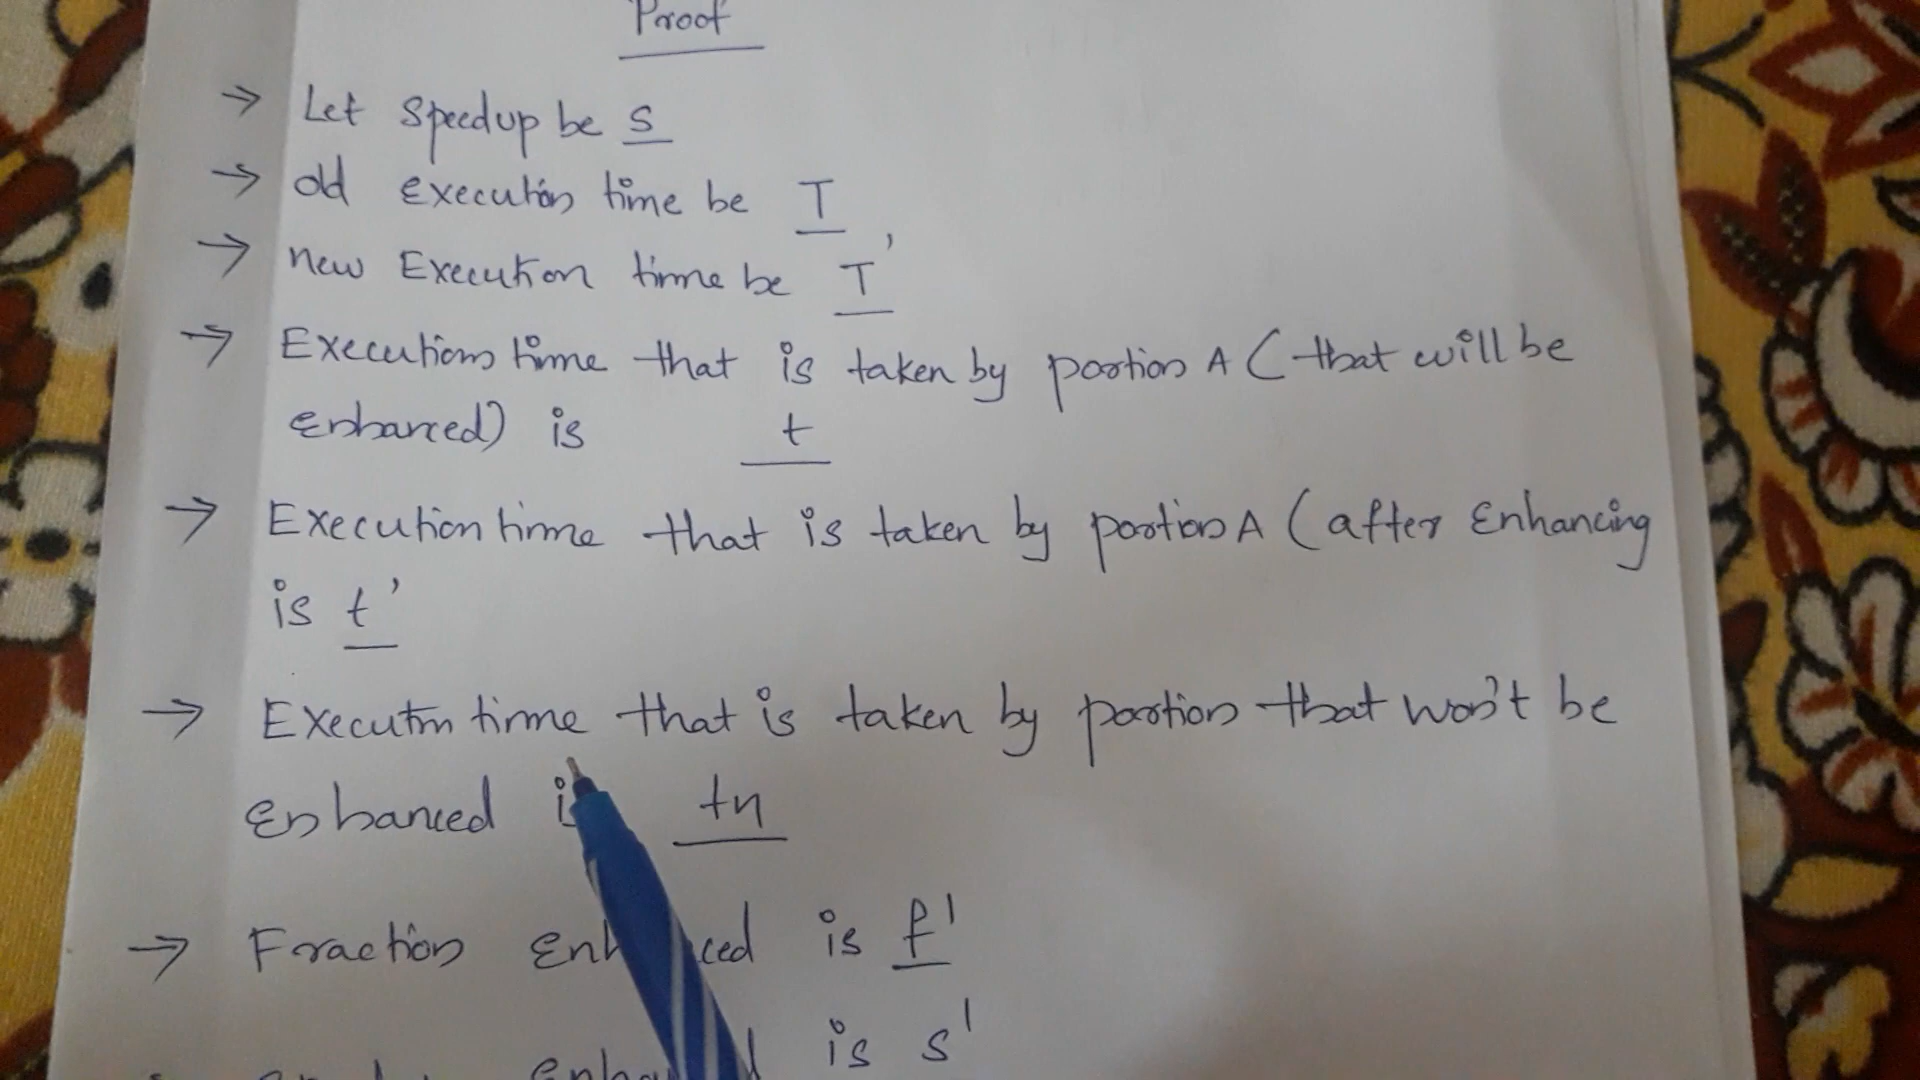 Proof
→ Let Speedup be s
→ old execution time be T
→ new Execution time be T'
→ Execution time that is taken by portion A ( that will be
enhanced) is t
→ Execution time that is taken by portion A ( after Enhancing
is t'
→ Execution time that is taken by portion that won't be
enhanced is tn
→ Fraction is f'
is s'